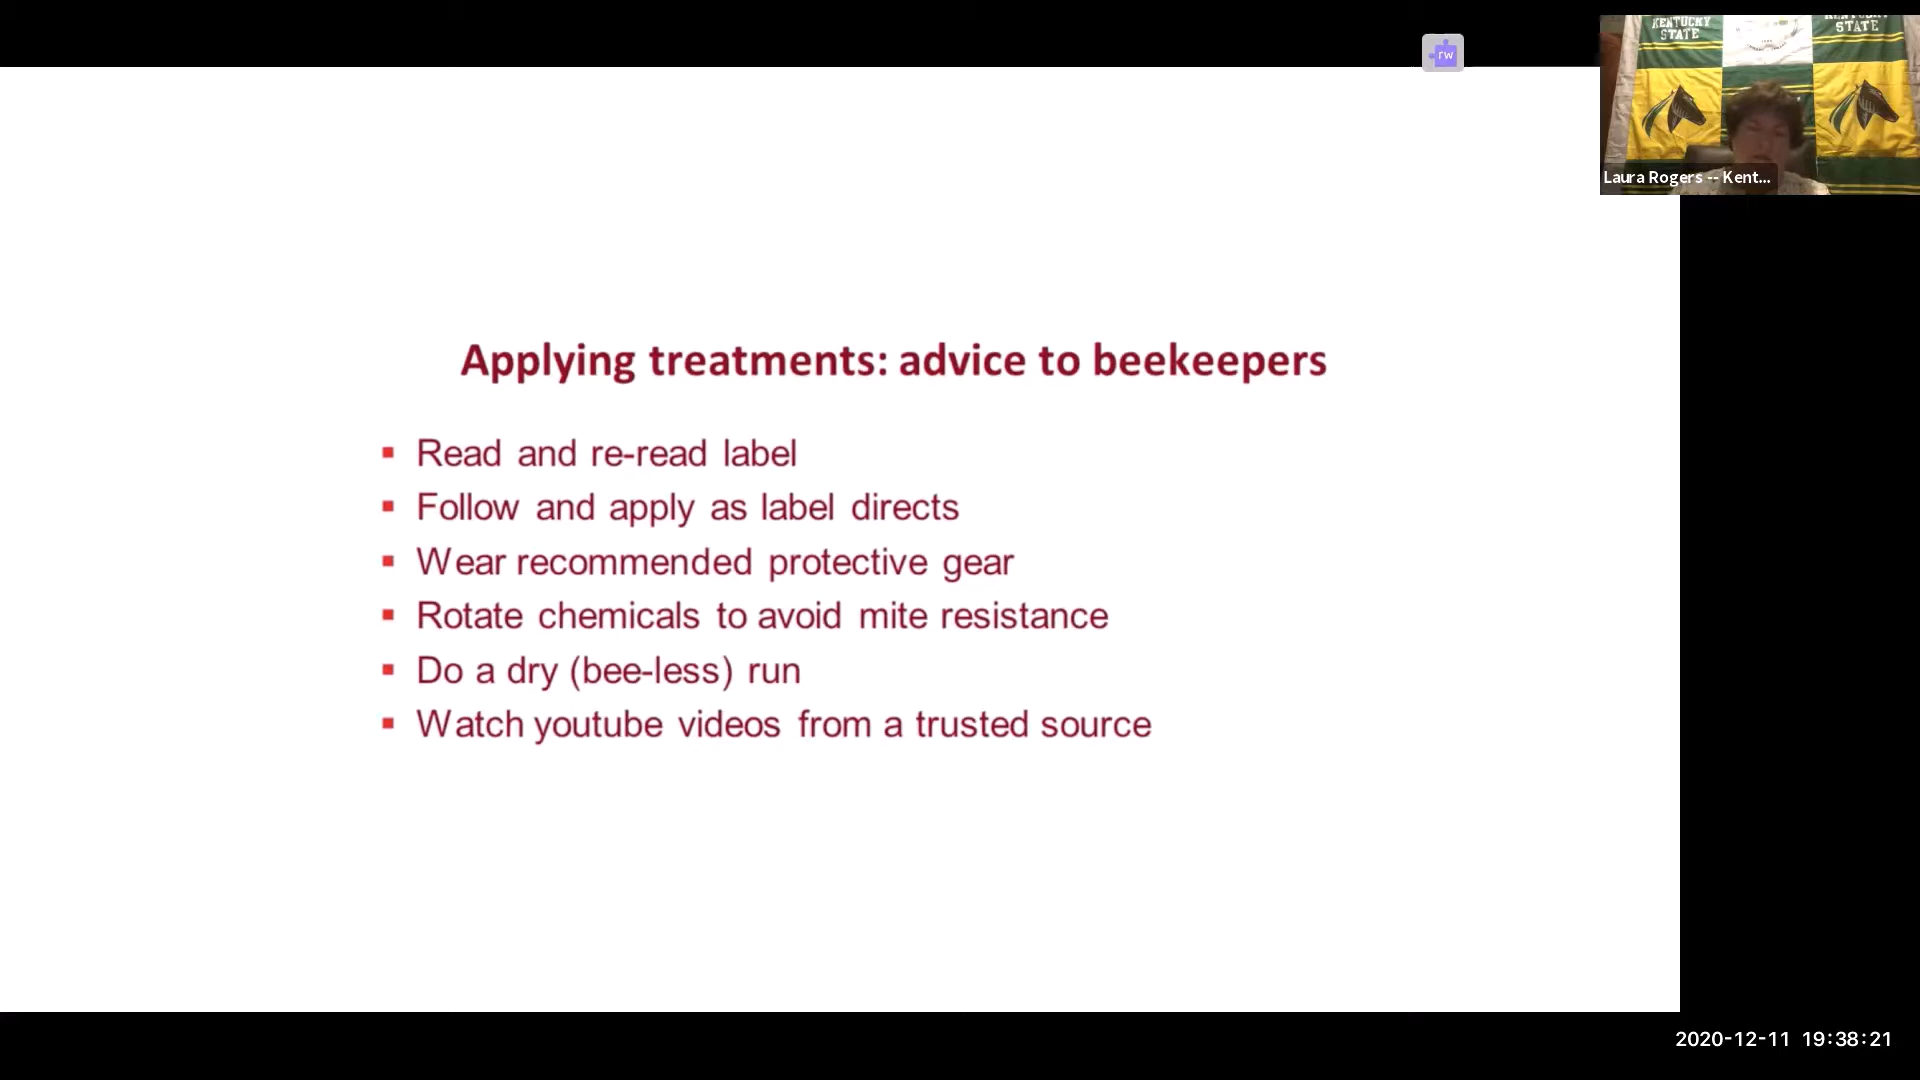 KENTUCKY
STATE
STATE
rw
Laura Rogers -- Kent...
Applying treatments: advice to beekeepers
▪ Read and re-read label
▪ Follow and apply as label directs
▪ Wear recommended protective gear
▪ Rotate chemicals to avoid mite resistance
▪ Do a dry (bee-less) run
▪ Watch youtube videos from a trusted source
2020-12-11 19:38:21